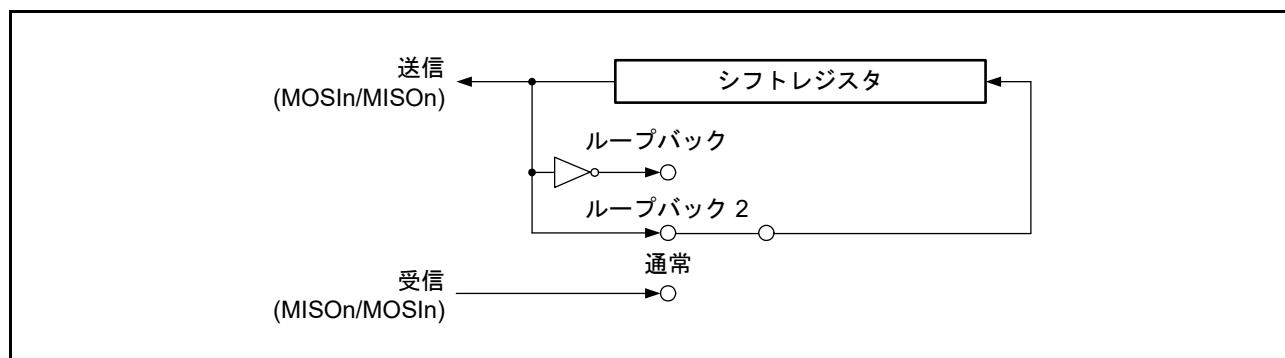 送信
(MOSIn/MISOn)
シフトレジスタ
ループバック
ループバック 2
通常
受信
(MISOn/MOSIn)